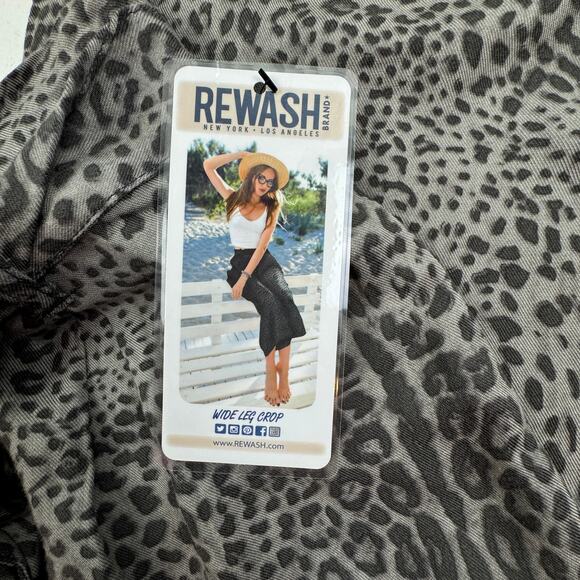 REWASH
BRAND+
NEW YORK • LOS ANGELES
WIDE LEG CROP
www.REWASH.com